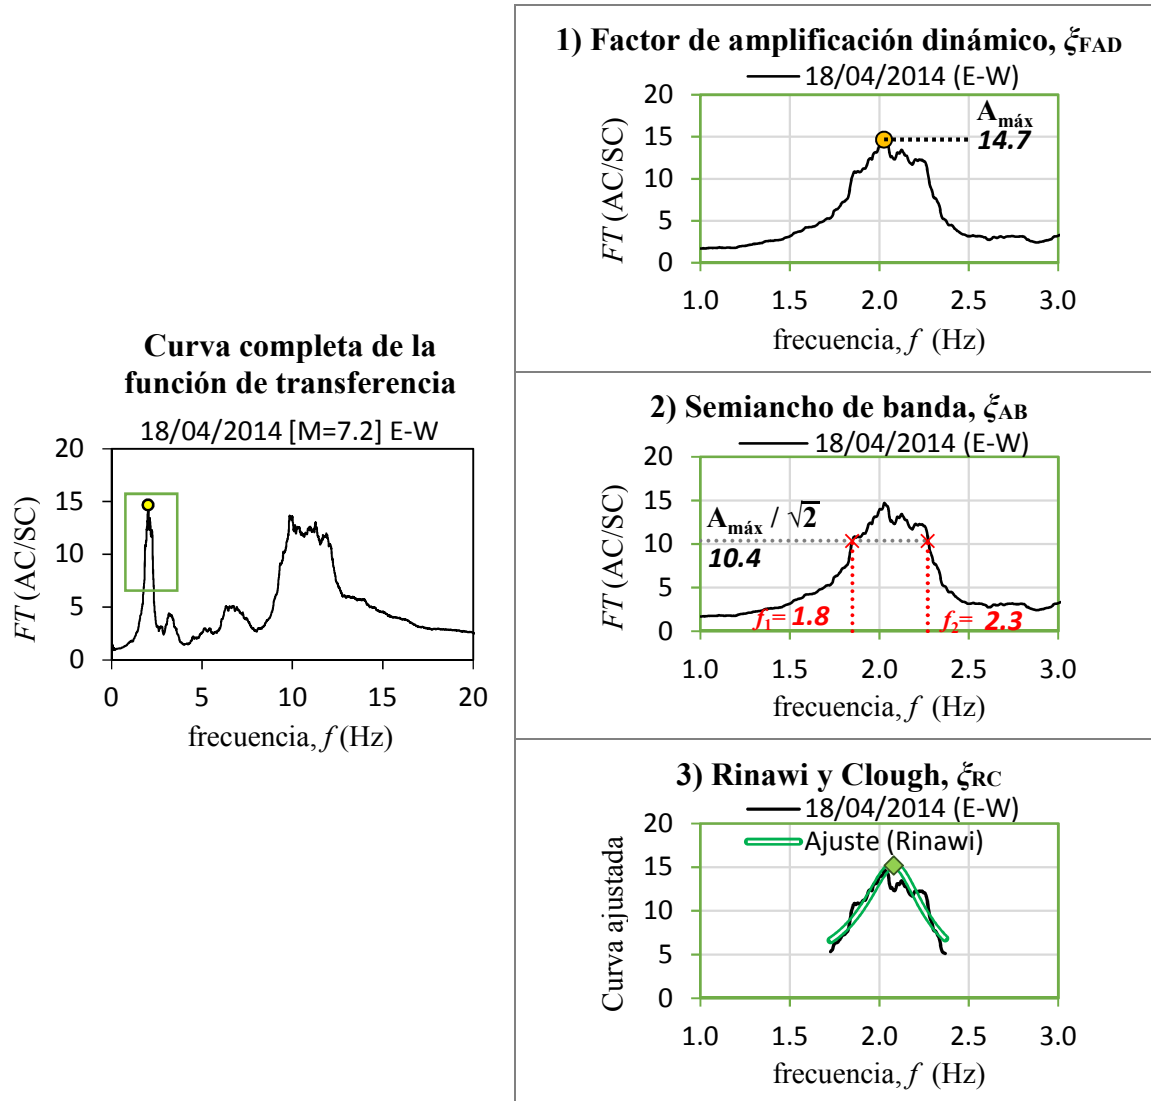 Curva completa de la
función de transferencia
18/04/2014 [M=7.2] E-W
FT (AC/SC)
20
15
10
5
0
0 5 10 15 20
frecuencia, f (Hz)
1) Factor de amplificación dinámico, ξFAD
18/04/2014 (E-W)
FT (AC/SC)
20
15
10
5
0
Amáx
14.7
1.0 1.5 2.0 2.5 3.0
frecuencia, f (Hz)
2) Semiancho de banda, ξAB
18/04/2014 (E-W)
FT (AC/SC)
20
15
10
5
0
Amáx / √2
10.4
f1= 1.8
f2= 2.3
1.0 1.5 2.0 2.5 3.0
frecuencia, f (Hz)
3) Rinawi y Clough, ξRC
18/04/2014 (E-W)
Ajuste (Rinawi)
Curva ajustada
20
15
10
5
0
1.0 1.5 2.0 2.5 3.0
frecuencia, f (Hz)